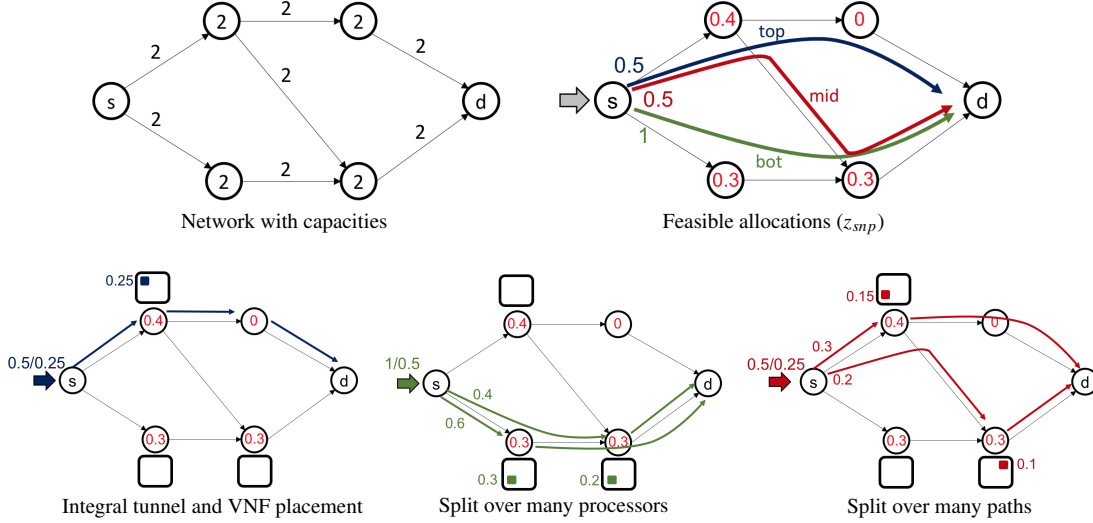 2
2
2
2
2
2
2
s
d
2
2
2
2
Network with capacities
0.4
0
top
0.5
s
0.5
mid
d
1
bot
0.3
0.3
Feasible allocations (z_snp)
0.25
0.4
0
0.5/0.25
s
d
0.3
0.3
Integral tunnel and VNF placement
0.4
0
1/0.5
s
0.4
d
0.6
0.3
0.3
0.3
0.2
Split over many processors
0.15
0.4
0
0.5/0.25
0.3
s
0.2
d
0.3
0.3
0.1
Split over many paths